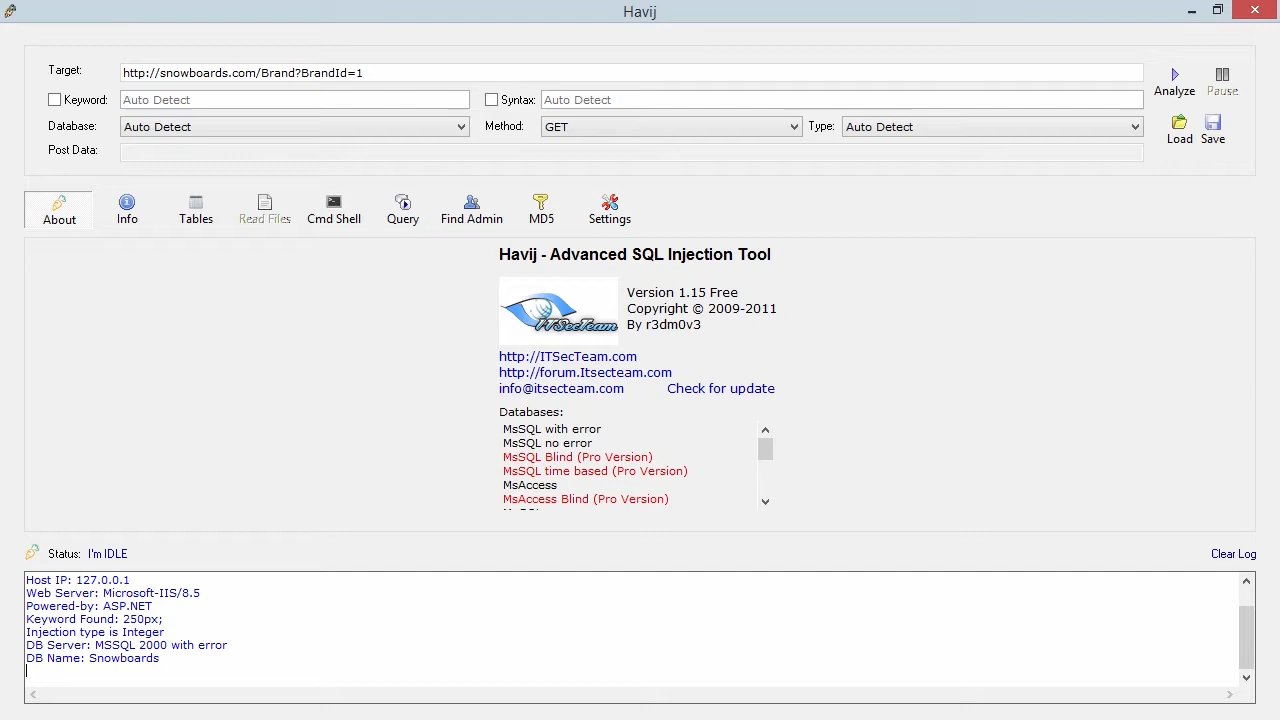 Havij
Target: http://snowboards.com/Brand?BrandId=1
Analyze Pause
Keyword: Auto Detect Syntax: Auto Detect
Database: Auto Detect Method: GET Type: Auto Detect
Load Save
Post Data:
About Info Tables Read Files Cmd Shell Query Find Admin MD5 Settings
Havij - Advanced SQL Injection Tool
ITSecTeam
Version 1.15 Free
Copyright © 2009-2011
By r3dm0v3
http://ITSecTeam.com
http://forum.Itsecteam.com
info@itsecteam.com Check for update
Databases:
MsSQL with error
MsSQL no error
MsSQL Blind (Pro Version)
MsSQL time based (Pro Version)
MsAccess
MsAccess Blind (Pro Version)
Status: I'm IDLE Clear Log
Host IP: 127.0.0.1
Web Server: Microsoft-IIS/8.5
Powered-by: ASP.NET
Keyword Found: 250px;
Injection type is Integer
DB Server: MSSQL 2000 with error
DB Name: Snowboards